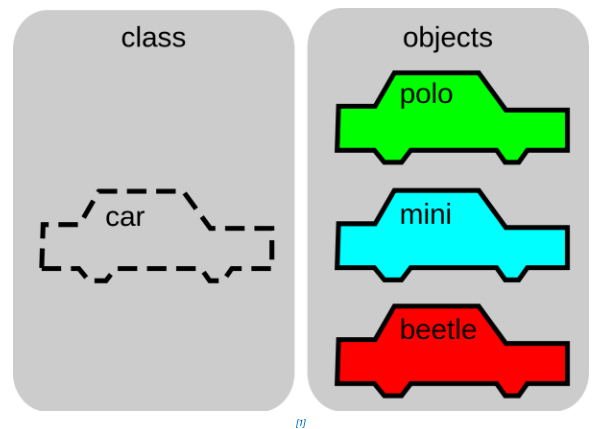 class
car
objects
polo
mini
beetle
[1]